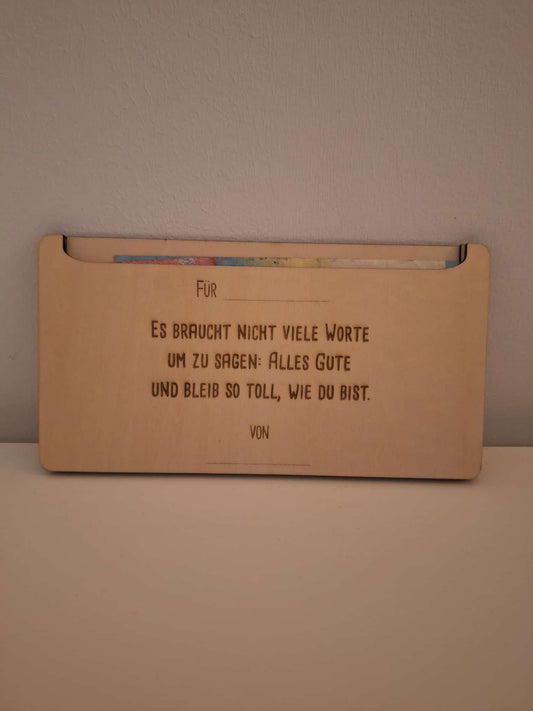 FÜR
ES BRAUCHT NICHT VIELE WORTE
UM ZU SAGEN: ALLES GUTE
UND BLEIB SO TOLL, WIE DU BIST.
VON